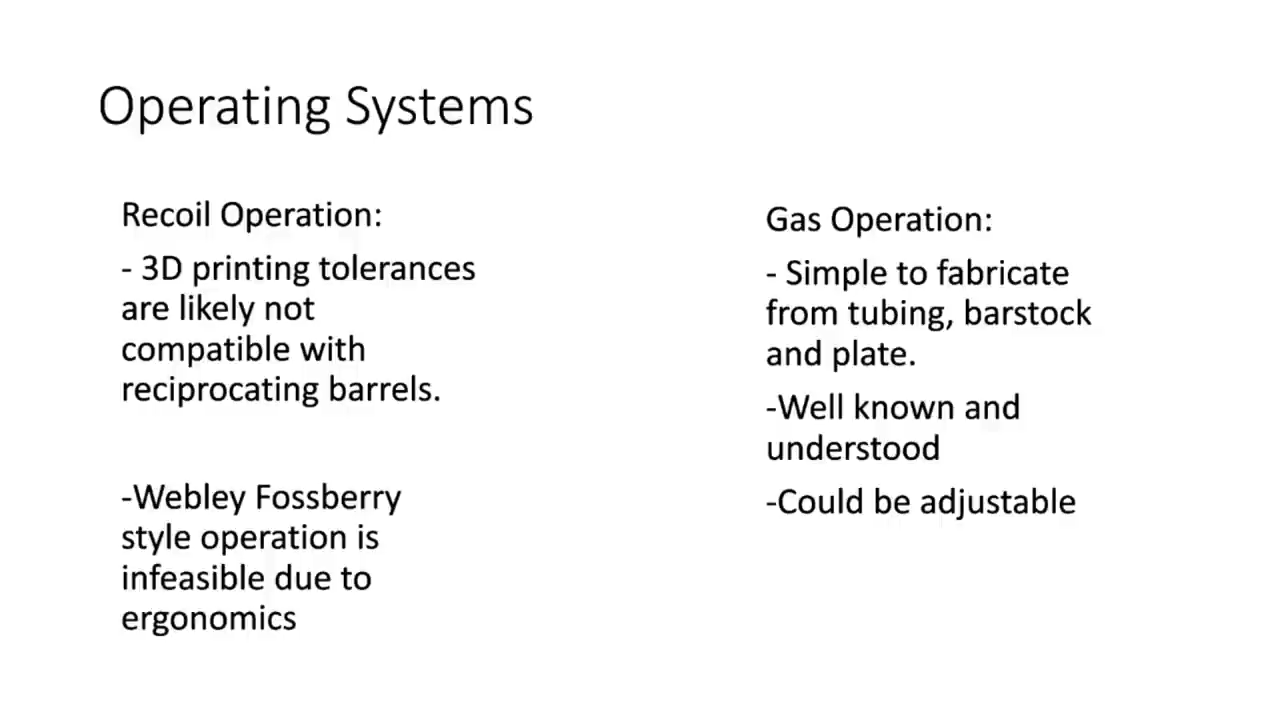 Operating Systems
Recoil Operation:
- 3D printing tolerances
are likely not
compatible with
reciprocating barrels.
-Webley Fossberry
style operation is
infeasible due to
ergonomics
Gas Operation:
- Simple to fabricate
from tubing, barstock
and plate.
-Well known and
understood
-Could be adjustable